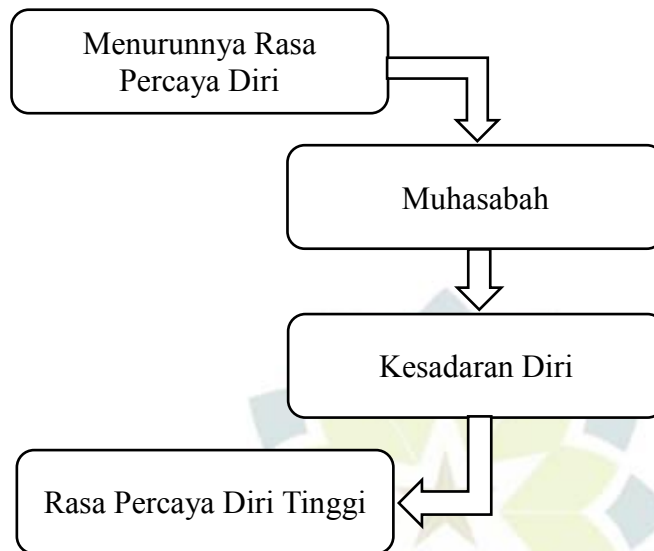 Menurunnya Rasa
Percaya Diri
Muhasabah
Kesadaran Diri
Rasa Percaya Diri Tinggi